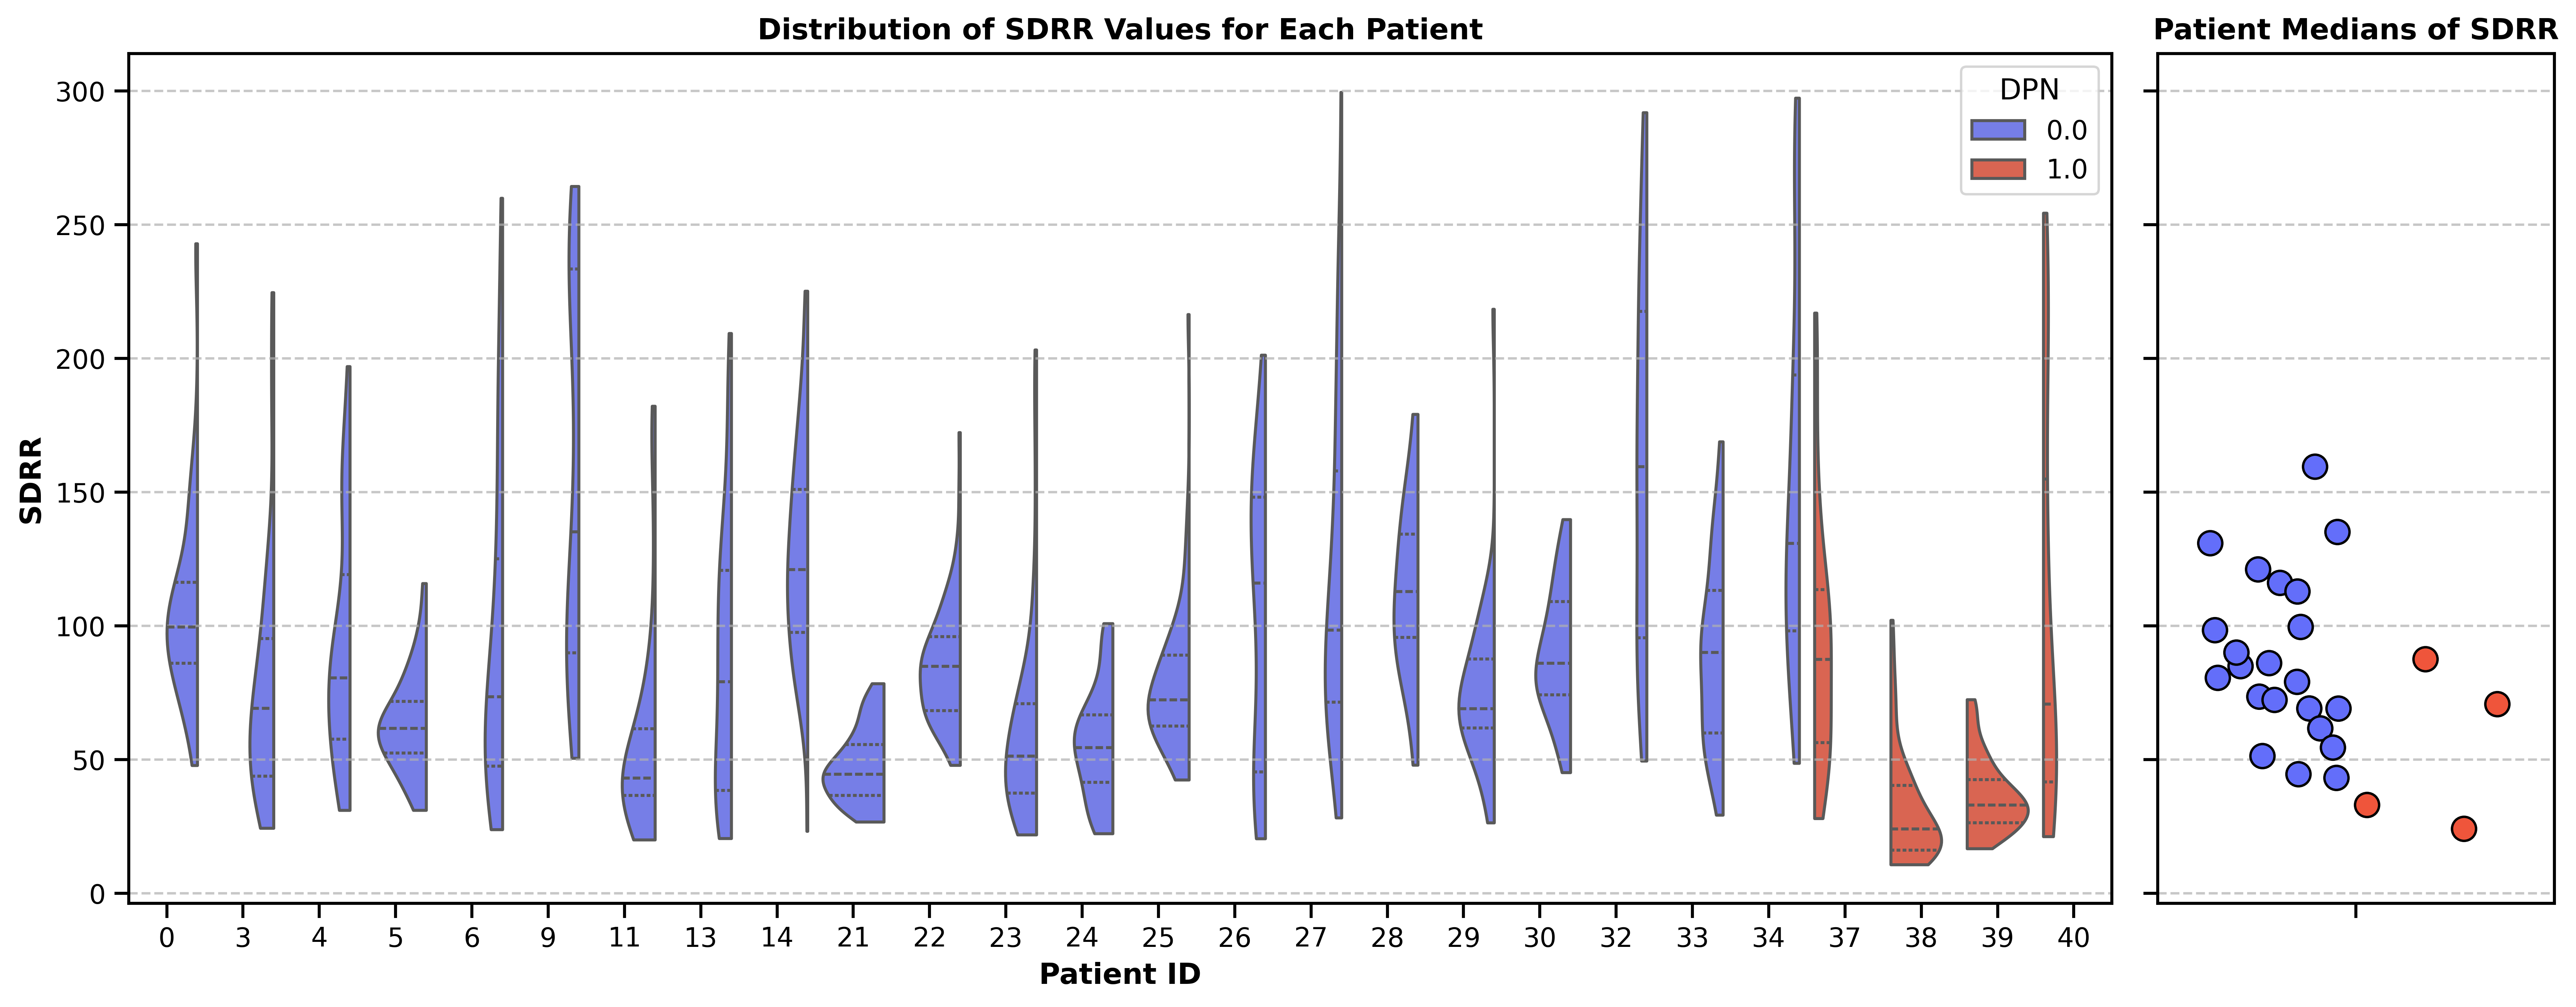 Distribution of SDRR Values for Each Patient
Patient Medians of SDRR
SDRR
300
250
200
150
100
50
0
DPN
0.0
1.0
0 3 4 5 6 9 11 13 14 21 22 23 24 25 26 27 28 29 30 32 33 34 37 38 39 40
Patient ID